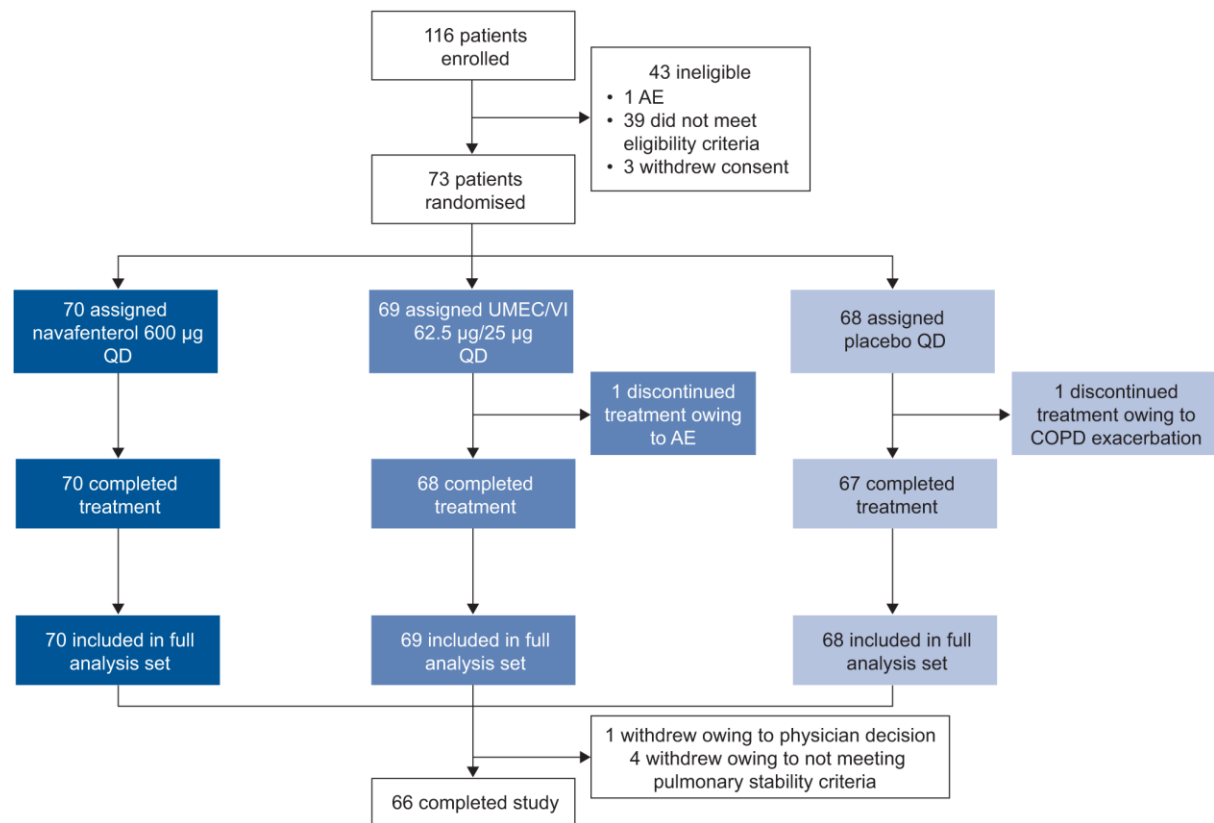 116 patients
enrolled
43 ineligible
• 1 AE
• 39 did not meet
eligibility criteria
• 3 withdrew consent
73 patients
randomised
70 assigned
navafenterol 600 µg
QD
69 assigned UMEC/VI
62.5 µg/25 µg
QD
68 assigned
placebo QD
1 discontinued
treatment owing
to AE
1 discontinued
treatment owing to
COPD exacerbation
70 completed
treatment
68 completed
treatment
67 completed
treatment
70 included in full
analysis set
69 included in full
analysis set
68 included in full
analysis set
1 withdrew owing to physician decision
4 withdrew owing to not meeting
pulmonary stability criteria
66 completed study